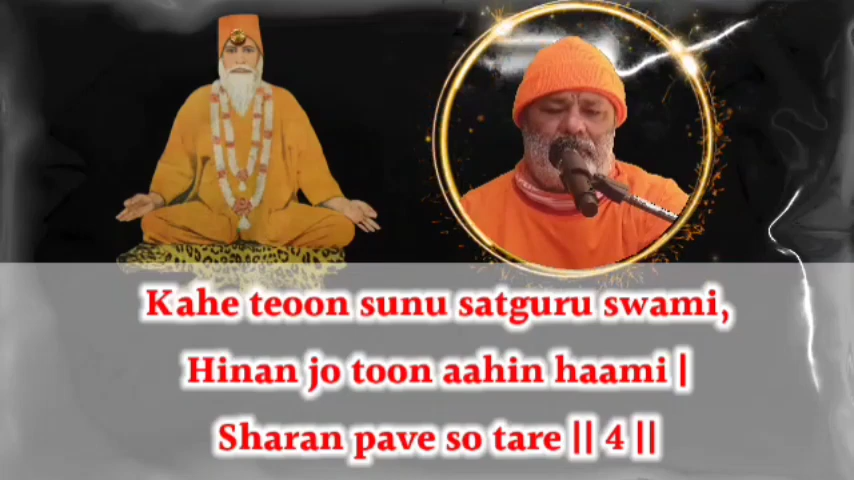 Kahe teoon sunu satguru swami,
Hinan jo toon aahin haami |
Sharan pave so tare || 4 ||